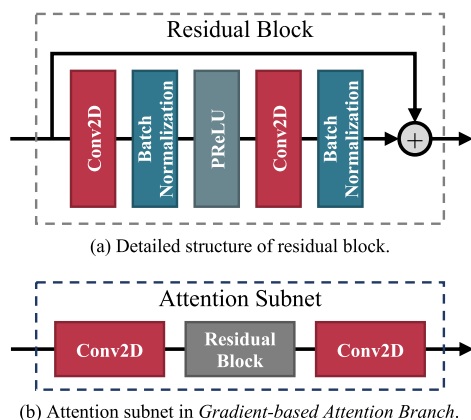 Residual Block
Conv2D
Batch
Normalization
PReLU
Conv2D
Batch
Normalization
+
(a) Detailed structure of residual block.
Attention Subnet
Conv2D
Residual
Block
Conv2D
(b) Attention subnet in Gradient-based Attention Branch.